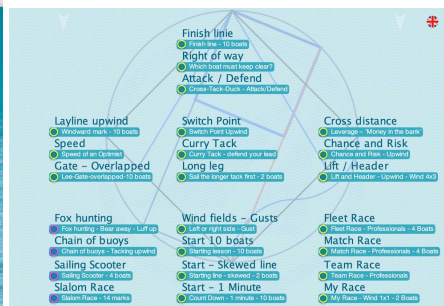 Finish linie
Finish line - 10 boats
Right of way
Which boat must keep clear?
Attack / Defend
Cross-Tack-Duck - Attack/Defend
Layline upwind
Windward mark - 10 boats
Speed
Speed of an Optimist
Gate - Overlapped
Lee-Gate-overlapped-10 boats
Switch Point
Switch Point Upwind
Curry Tack
Curry Tack - defend your lead
Long leg
Sail the longer tack first - 2 boats
Cross distance
Leverage - "Money in the bank"
Chance and Risk
Chance and Risk - Upwind
Lift / Header
Lift and Header - Upwind - Wind 4x3
Fox hunting
Fox hunting - Bear away - Luff up
Chain of buoys
Chain of buoys - Tacking upwind
Sailing Scooter
Sailing Scooter - 4 boats
Slalom Race
Slalom Race - 14 marks
Wind fields - Gusts
Left or right side - Gust
Start 10 boats
Starting lesson - 10 boats
Start - Skewed line
Starting line - skewed - 2 boats
Start - 1 Minute
Count Down - 1 minute - 10 boats
Fleet Race
Fleet Race - Professionals - 4 Boats
Match Race
Match Race - Professionals - 4 Boats
Team Race
Team Race - Professionals
My Race
My Race - Wind 1x1 - 2 Boats